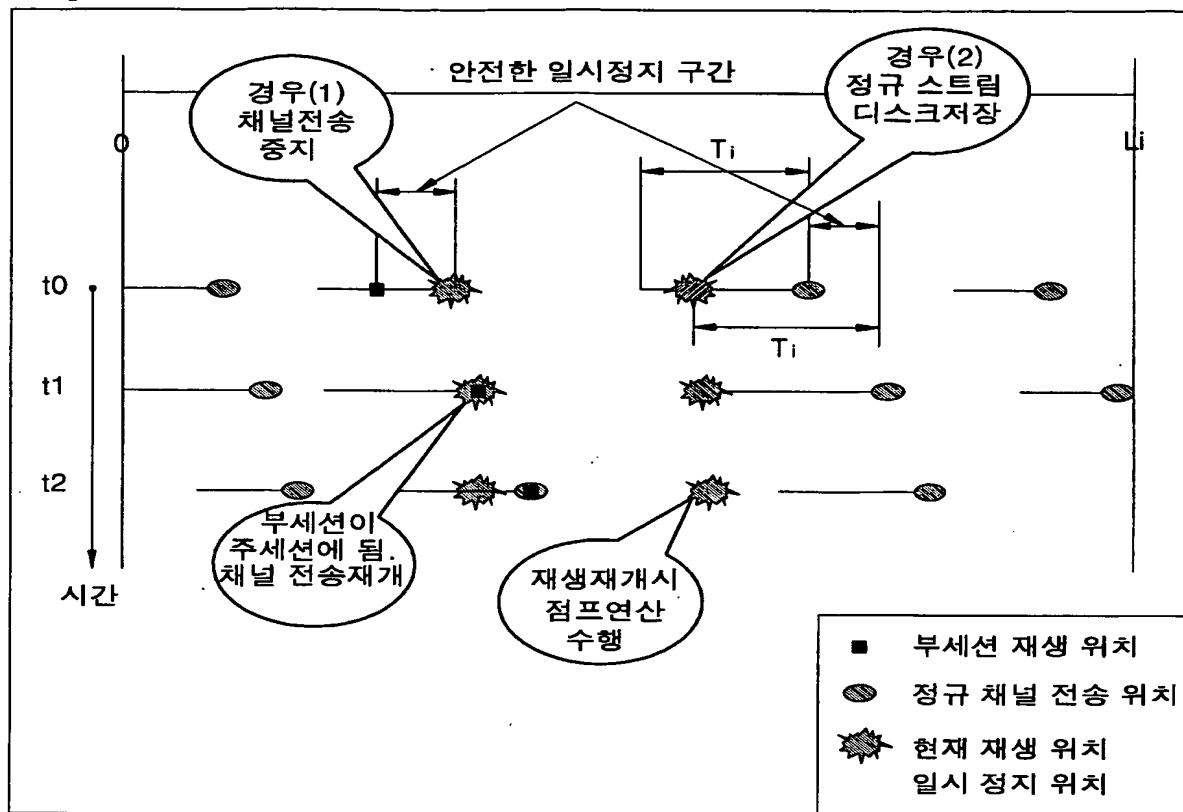 안전한 일시정지 구간
경우(1)
채널전송
중지
경우(2)
정규 스트림
디스크저장
0
Li
Ti
Ti
t0
t1
t2
시간
부세션이
주세션에 됨.
채널 전송재개
재생재개시
점프연산
수행
부세션 재생 위치
정규 채널 전송 위치
현재 재생 위치
일시 정지 위치